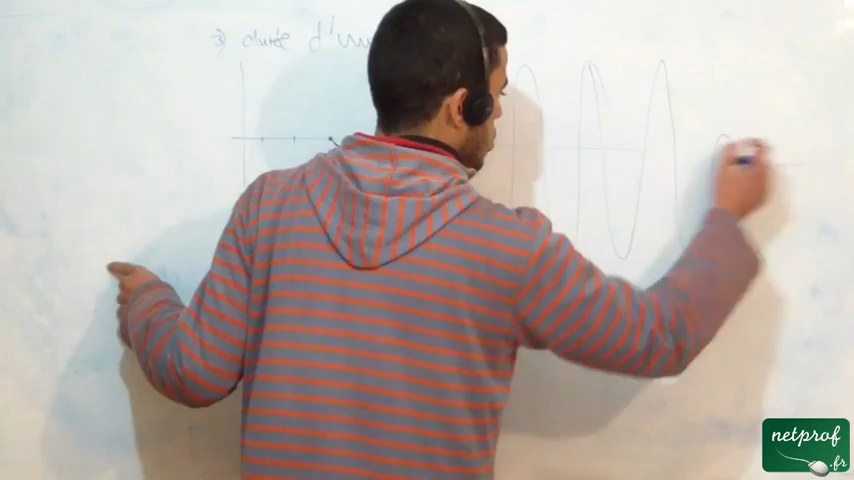 3) durée d'un
netprof
.fr